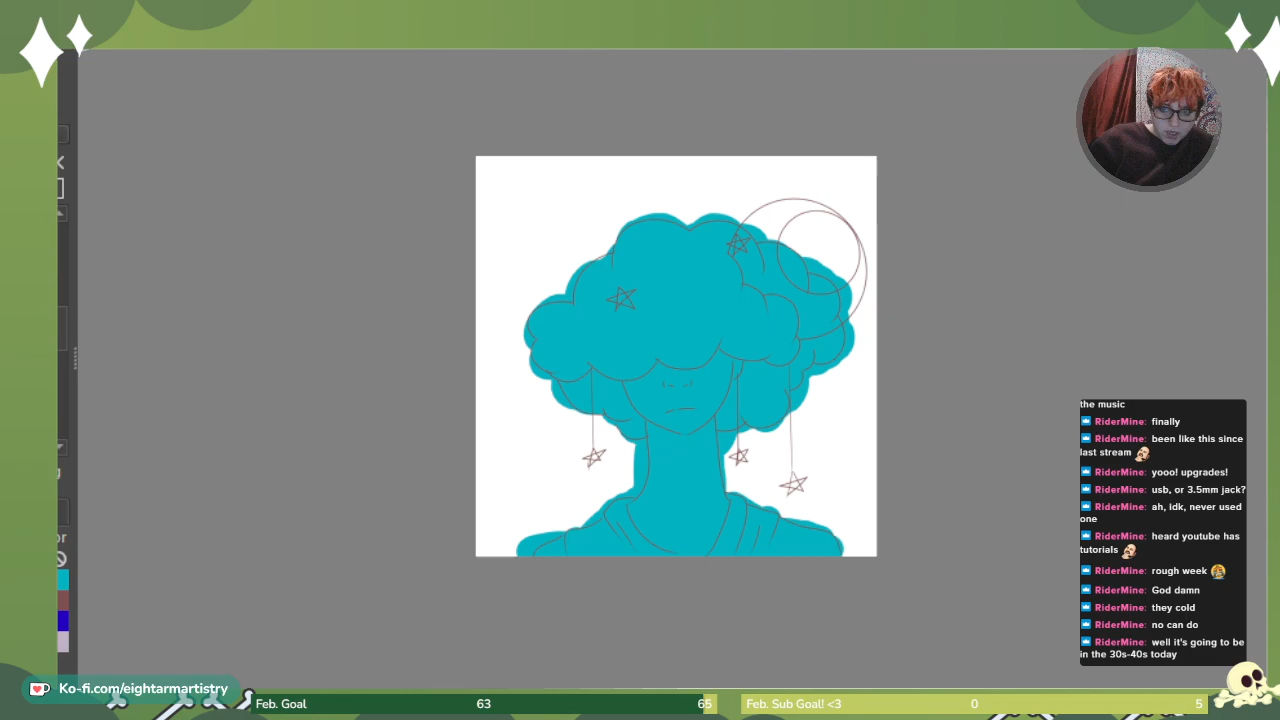 the music
RiderMine: finally
RiderMine: been like this since
last stream
RiderMine: yooo! upgrades!
RiderMine: usb, or 3.5mm jack?
RiderMine: ah, Idk, never used
one
RiderMine: heard youtube has
tutorials
RiderMine: rough week
RiderMine: God damn
RiderMine: they cold
RiderMine: no can do
RiderMine: well it's going to be
in the 30s-40s today
or
Ko-fi.com/eightarmartistry
Feb. Goal 63 65
Feb. Sub Goal! <3 0 5